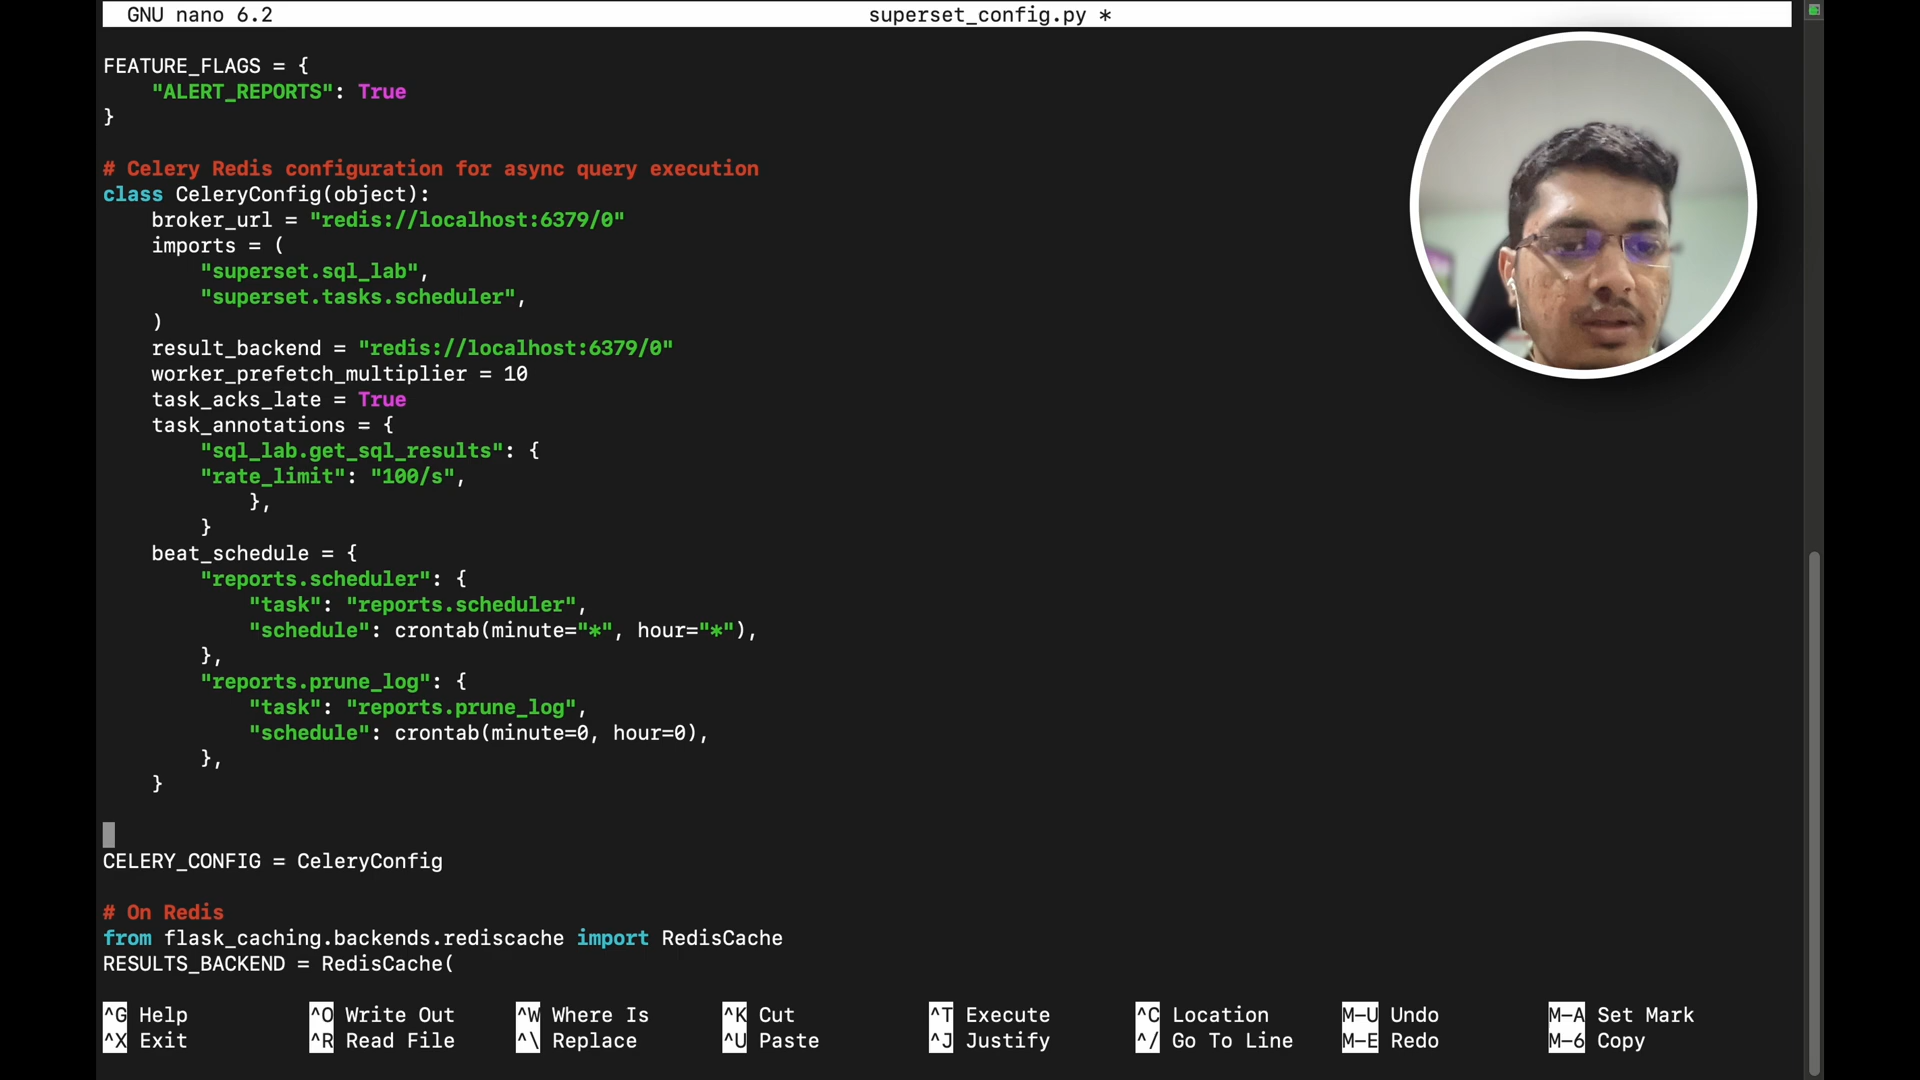 GNU nano 6.2 superset_config.py *
FEATURE_FLAGS = {
    "ALERT_REPORTS": True
}
# Celery Redis configuration for async query execution
class CeleryConfig(object):
    broker_url = "redis://localhost:6379/0"
    imports = (
        "superset.sql_lab",
        "superset.tasks.scheduler",
    )
    result_backend = "redis://localhost:6379/0"
    worker_prefetch_multiplier = 10
    task_acks_late = True
    task_annotations = {
        "sql_lab.get_sql_results": {
        "rate_limit": "100/s",
            },
        }
    beat_schedule = {
        "reports.scheduler": {
            "task": "reports.scheduler",
            "schedule": crontab(minute="*", hour="*"),
        },
        "reports.prune_log": {
            "task": "reports.prune_log",
            "schedule": crontab(minute=0, hour=0),
        },
    }
CELERY_CONFIG = CeleryConfig
# On Redis
from flask_caching.backends.rediscache import RedisCache
RESULTS_BACKEND = RedisCache(
^G Help ^O Write Out ^W Where Is ^K Cut ^T Execute ^C Location M-U Undo M-A Set Mark
^X Exit ^R Read File ^\ Replace ^U Paste ^J Justify ^/ Go To Line M-E Redo M-6 Copy